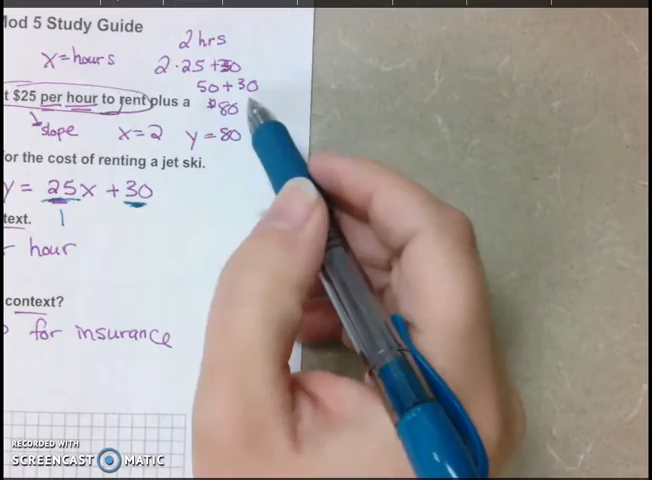 Mod 5 Study Guide
2 hrs
x = hours
2 · 25 + 30
50 + 30
t $25 per hour to rent plus a
$80
slope
x = 2 y = 80
for the cost of renting a jet ski.
y = 25x + 30
1
text.
hour
context?
for insurance
RECORDED WITH
SCREENCAST MATIC